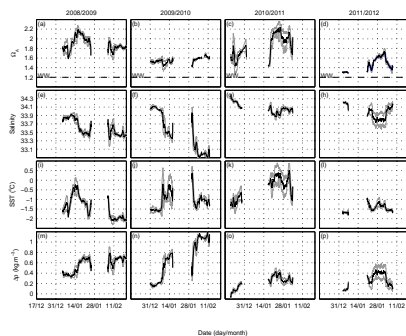 2008/2009 2009/2010 2010/2011 2011/2012
(a) (b) (c) (d)
Ω_A
2.2
2
1.8
1.6
1.4
1.2
(e) (f) (g) (h)
Salinity
34.3
34.1
33.9
33.7
33.5
33.3
33.1
(i) (j) (k) (l)
SST (°C)
0.5
0
−0.5
−1
−1.5
−2
(m) (n) (o) (p)
Δρ (kg m⁻³)
1
0.8
0.6
0.4
0.2
0
17/12 31/12 14/01 28/01 11/02 31/12 14/01 28/01 11/02 31/12 14/01 28/01 11/02 31/12 14/01 28/01 11/02
Date (day/month)